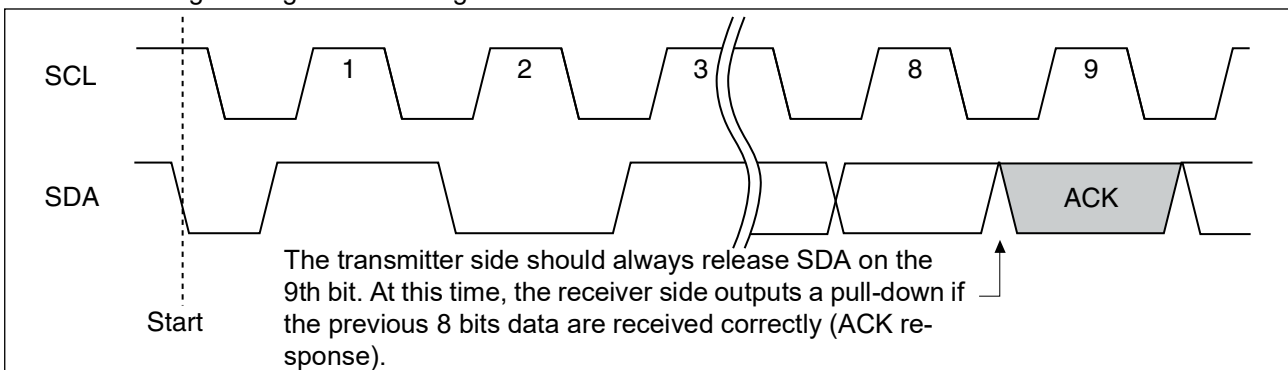 SCL
1
2
3
8
9
SDA
ACK
The transmitter side should always release SDA on the
9th bit. At this time, the receiver side outputs a pull-down if
the previous 8 bits data are received correctly (ACK re-
sponse).
Start